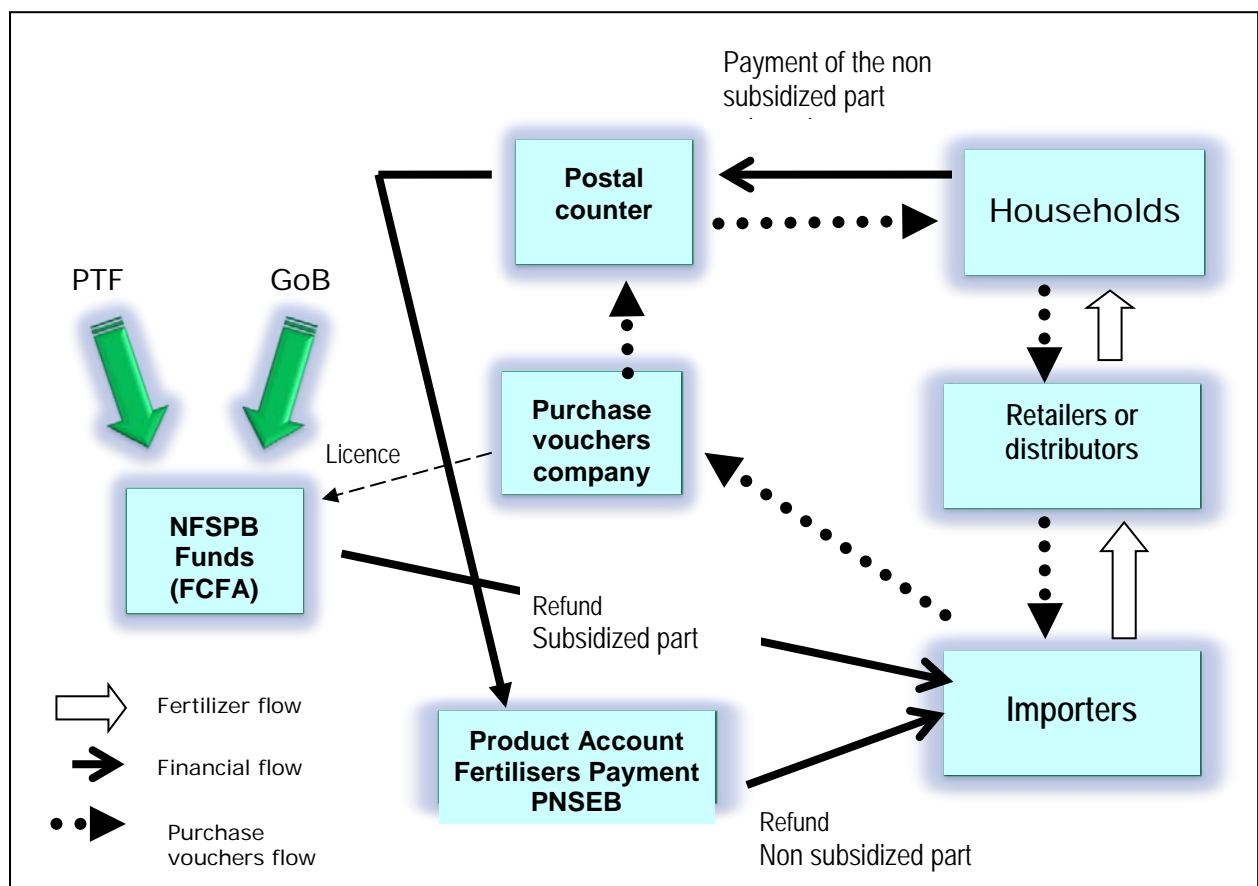 Payment of the non
subsidized part
Postal
counter
Households
PTF
GoB
Purchase
vouchers
company
Retailers or
distributors
Licence
NFSPB
Funds
(FCFA)
Refund
Subsidized part
Importers
Product Account
Fertilisers Payment
PNSEB
Refund
Non subsidized part
Fertilizer flow
Financial flow
Purchase
vouchers flow